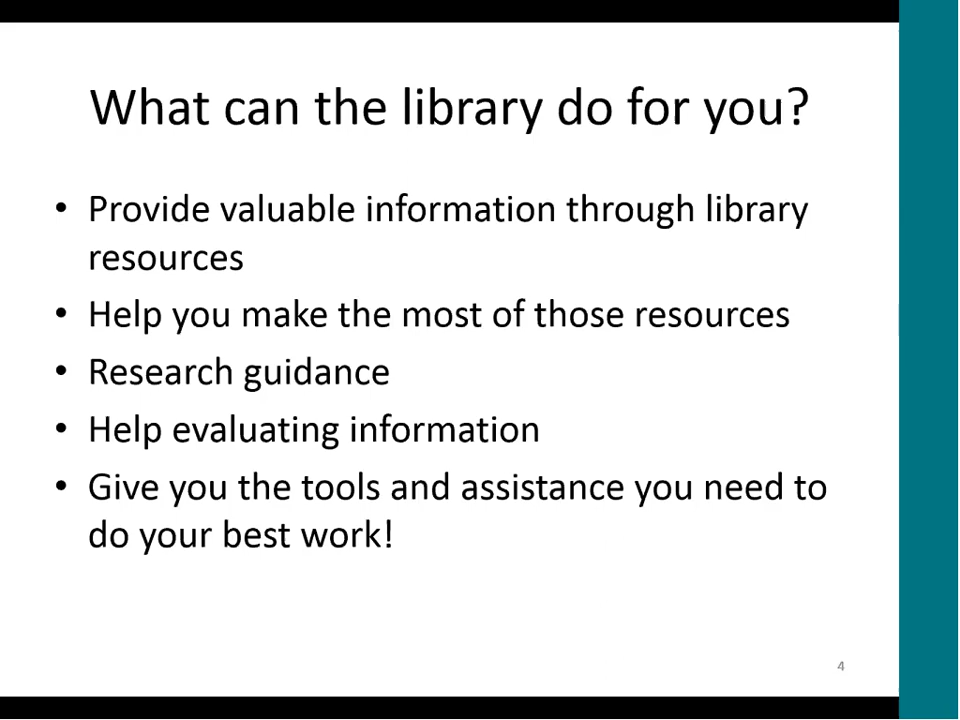 What can the library do for you?
• Provide valuable information through library
resources
• Help you make the most of those resources
• Research guidance
• Help evaluating information
• Give you the tools and assistance you need to
do your best work!
4